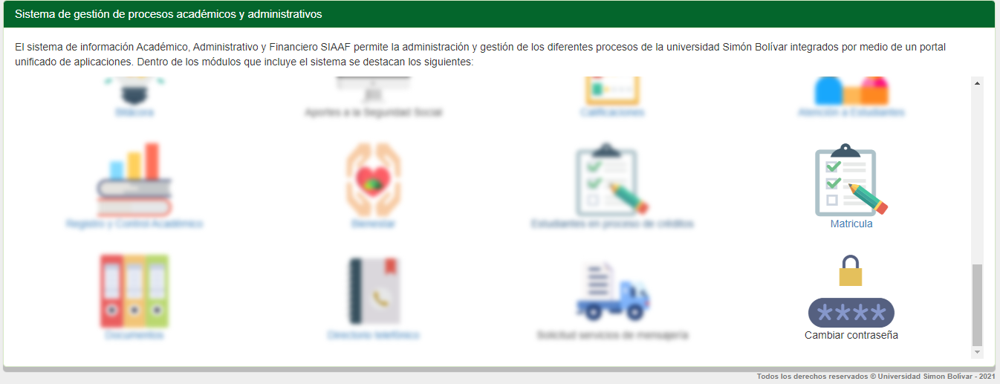 Sistema de gestión de procesos académicos y administrativos
El sistema de información Académico, Administrativo y Financiero SIAAF permite la administración y gestión de los diferentes procesos de la universidad Simón Bolívar integrados por medio de un portal
unificado de aplicaciones. Dentro de los módulos que incluye el sistema se destacan los siguientes:
Bitácora
Aportes a la Seguridad Social
Calificaciones
Atención a Estudiantes
Registro y Control Académico
Bienestar
Estudiantes en proceso de créditos
Matricula
Documentos
Directorio telefónico
Solicitud servicios de mensajería
Cambiar contraseña
Todos los derechos reservados © Universidad Simon Bolívar - 2021